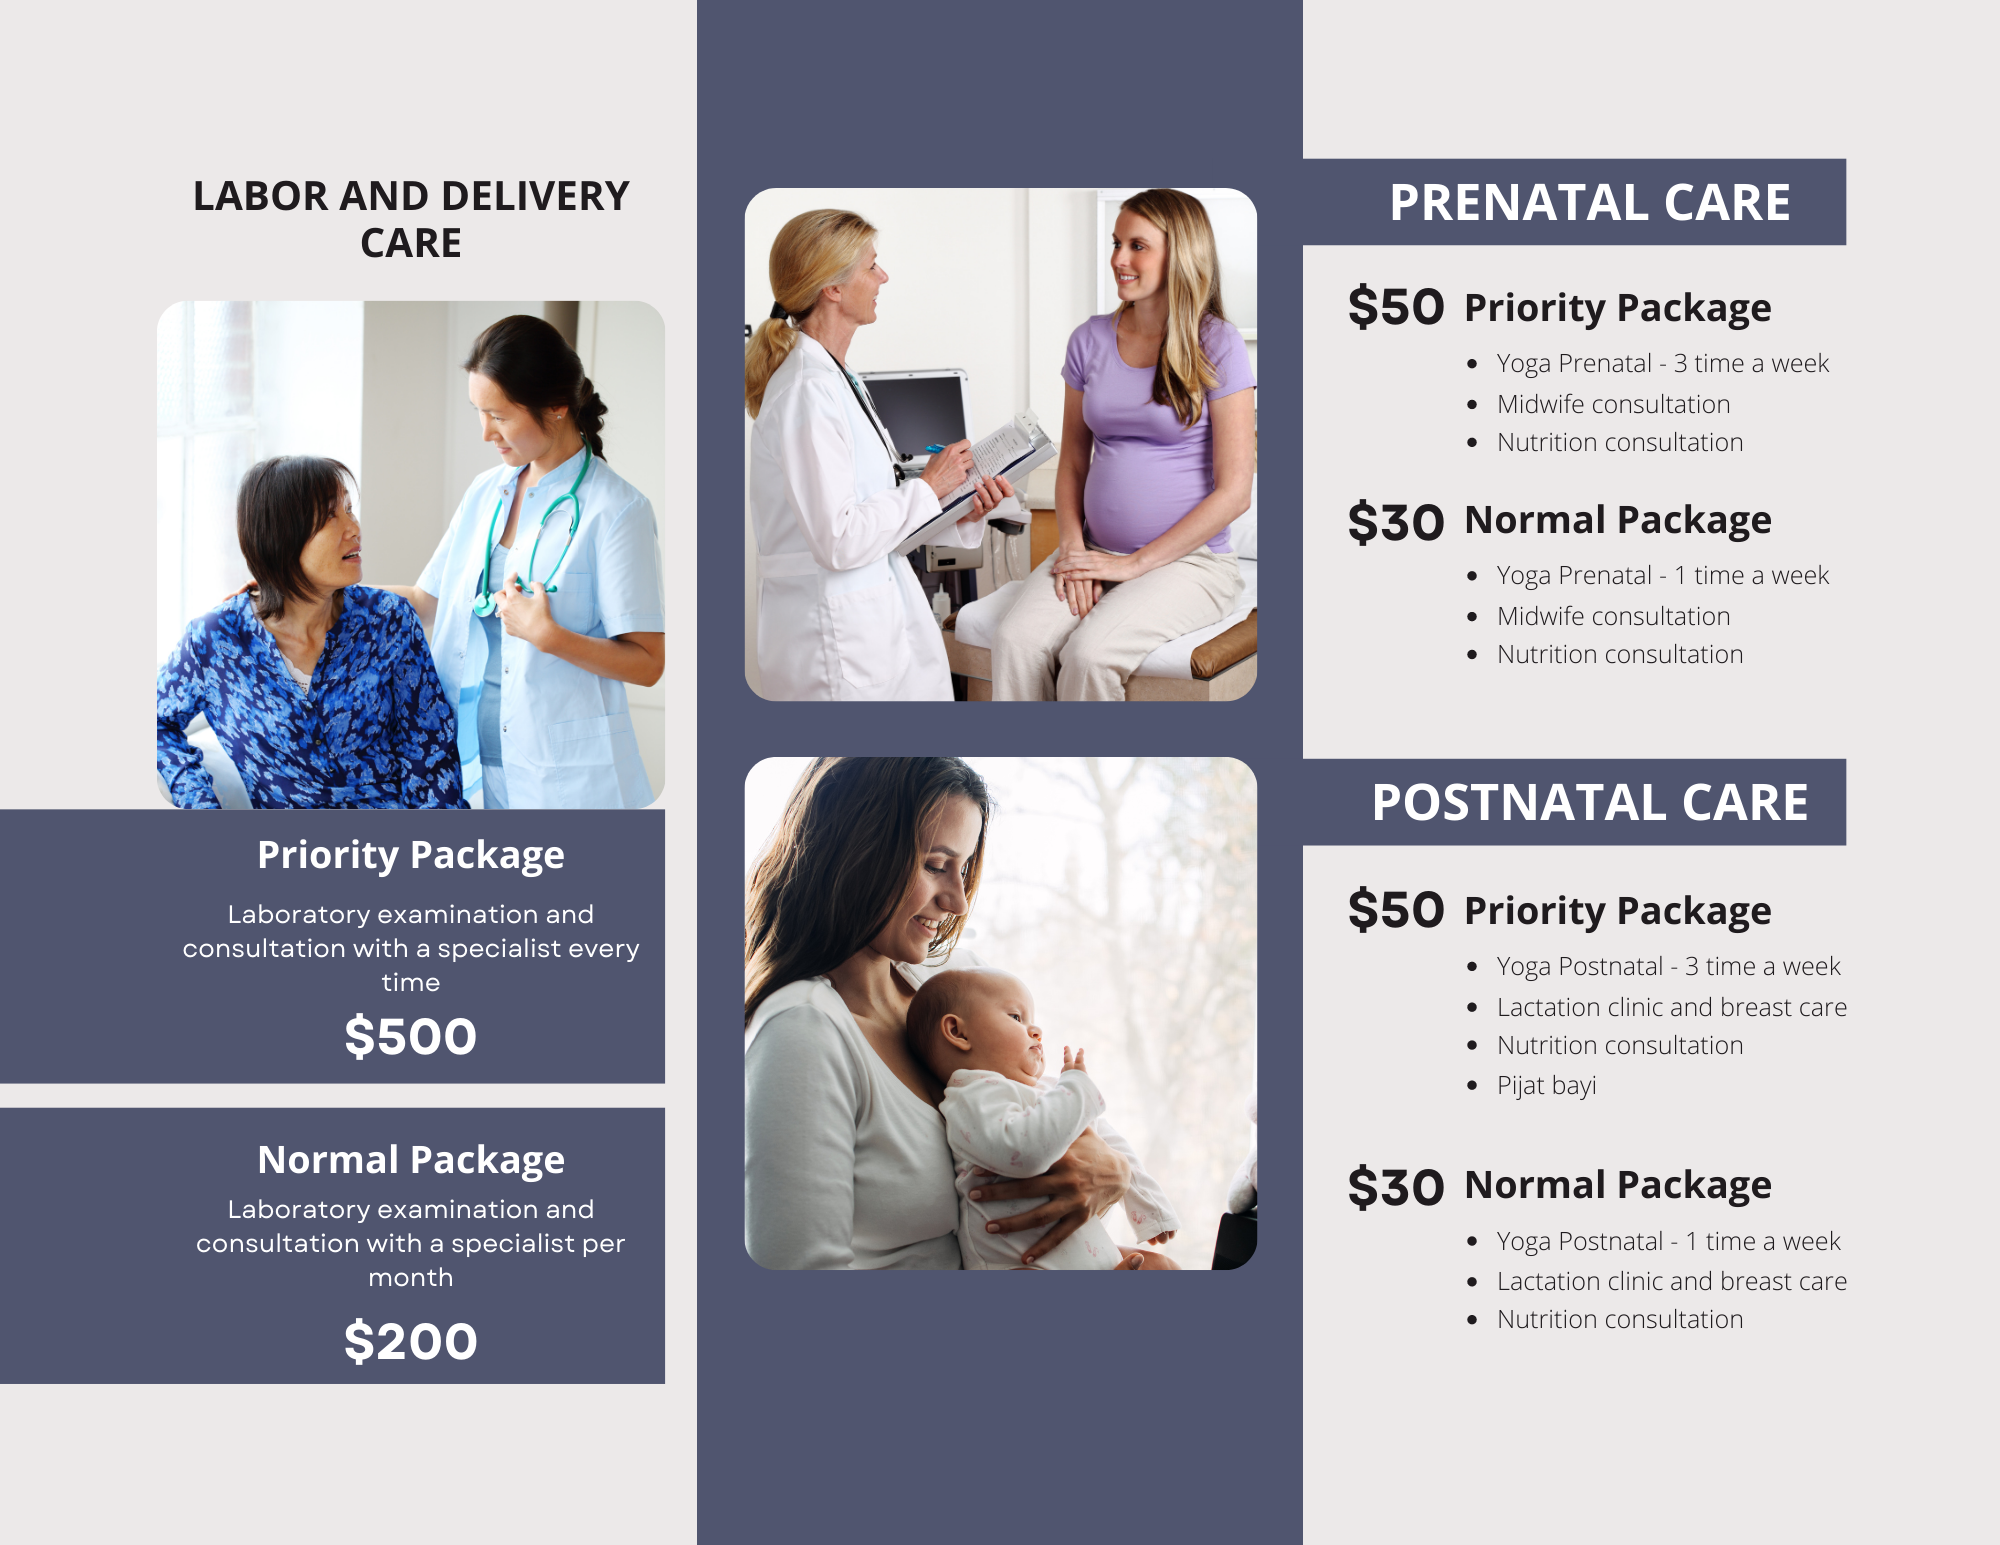 LABOR AND DELIVERY
CARE
Priority Package
Laboratory examination and
consultation with a specialist every
time
$500
Normal Package
Laboratory examination and
consultation with a specialist per
month
$200
PRENATAL CARE
$50 Priority Package
• Yoga Prenatal - 3 time a week
• Midwife consultation
• Nutrition consultation
$30 Normal Package
• Yoga Prenatal - 1 time a week
• Midwife consultation
• Nutrition consultation
POSTNATAL CARE
$50 Priority Package
• Yoga Postnatal - 3 time a week
• Lactation clinic and breast care
• Nutrition consultation
• Pijat bayi
$30 Normal Package
• Yoga Postnatal - 1 time a week
• Lactation clinic and breast care
• Nutrition consultation